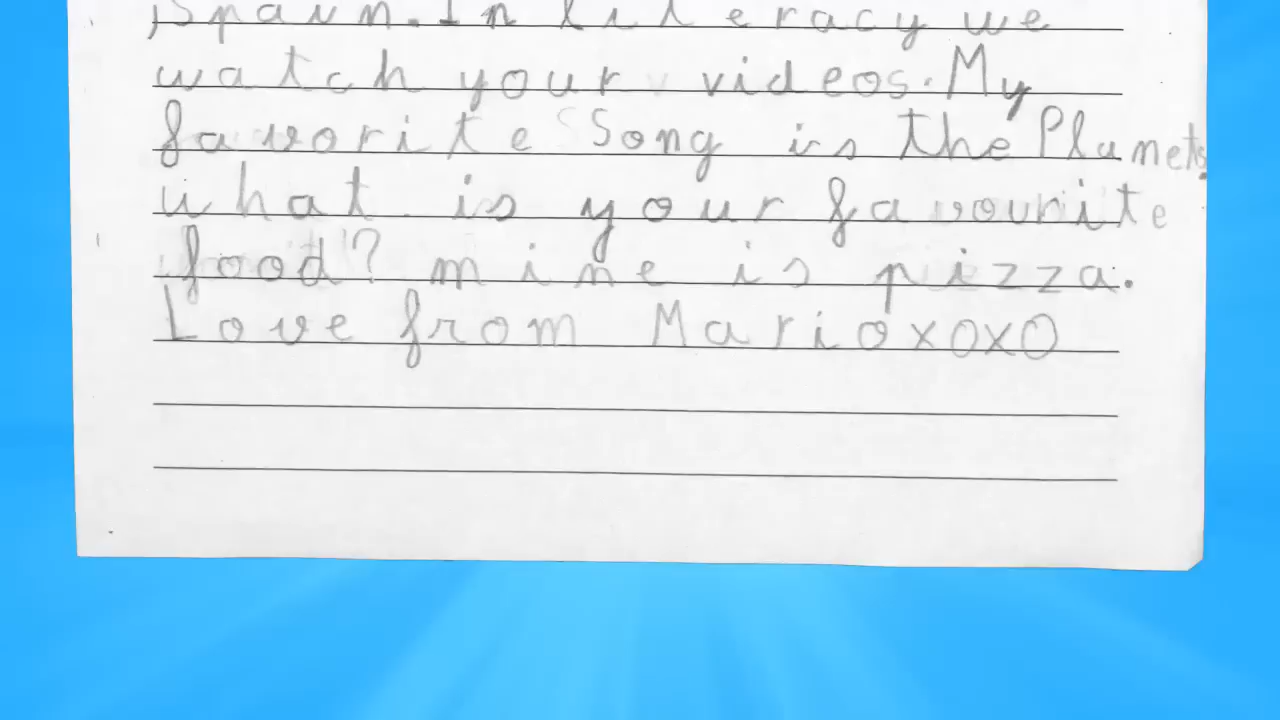 ,Spain.In literacy we
watch your videos.My
favorite Song is the Planets.
what is your favourite
food? mine is pizza.
Love from Marioxoxo